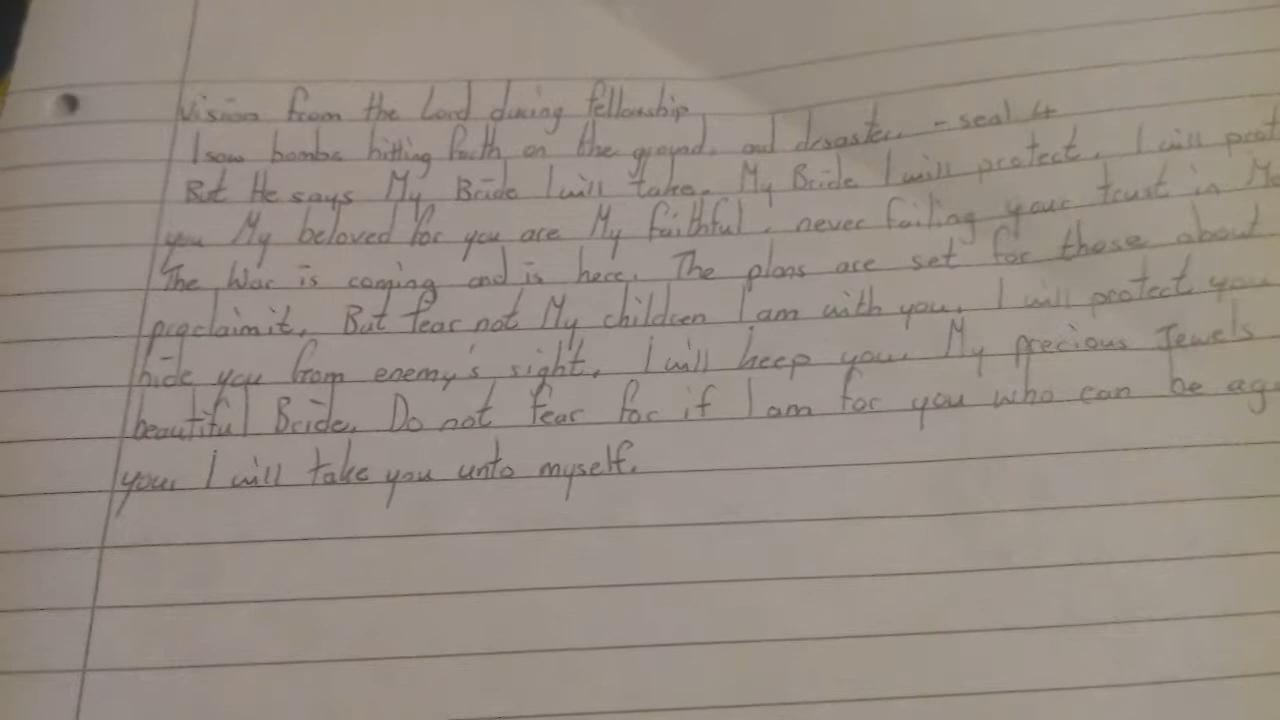 Vision from the Lord during fellowship
I saw bombs hitting Earth on the ground. and desaster - seal 4
But He says My Bride I will take. My Bride I will protect. I will prot
you My beloved for you are My faithful. never failing your trust in Me
The War is coming and is here. The plans are set for those about
proclaimit. But fear not My children I am with you. I will protect you
hide you from enemy's sight. I will keep you. My precious Jewels
beautiful Bride. Do not fear for if I am for you who can be aga
you. I will take you unto myself.